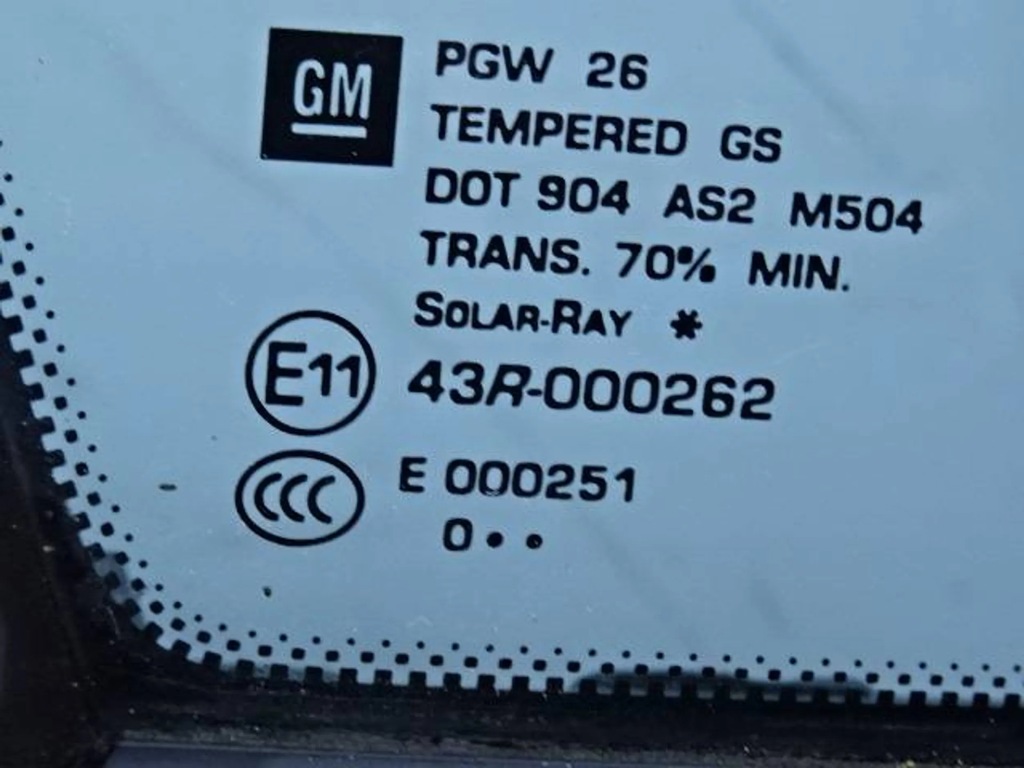 GM
PGW 26
TEMPERED GS
DOT 904 AS2 M504
TRANS. 70% MIN.
SOLAR-RAY *
E11 43R-000262
CCC E 000251
0••